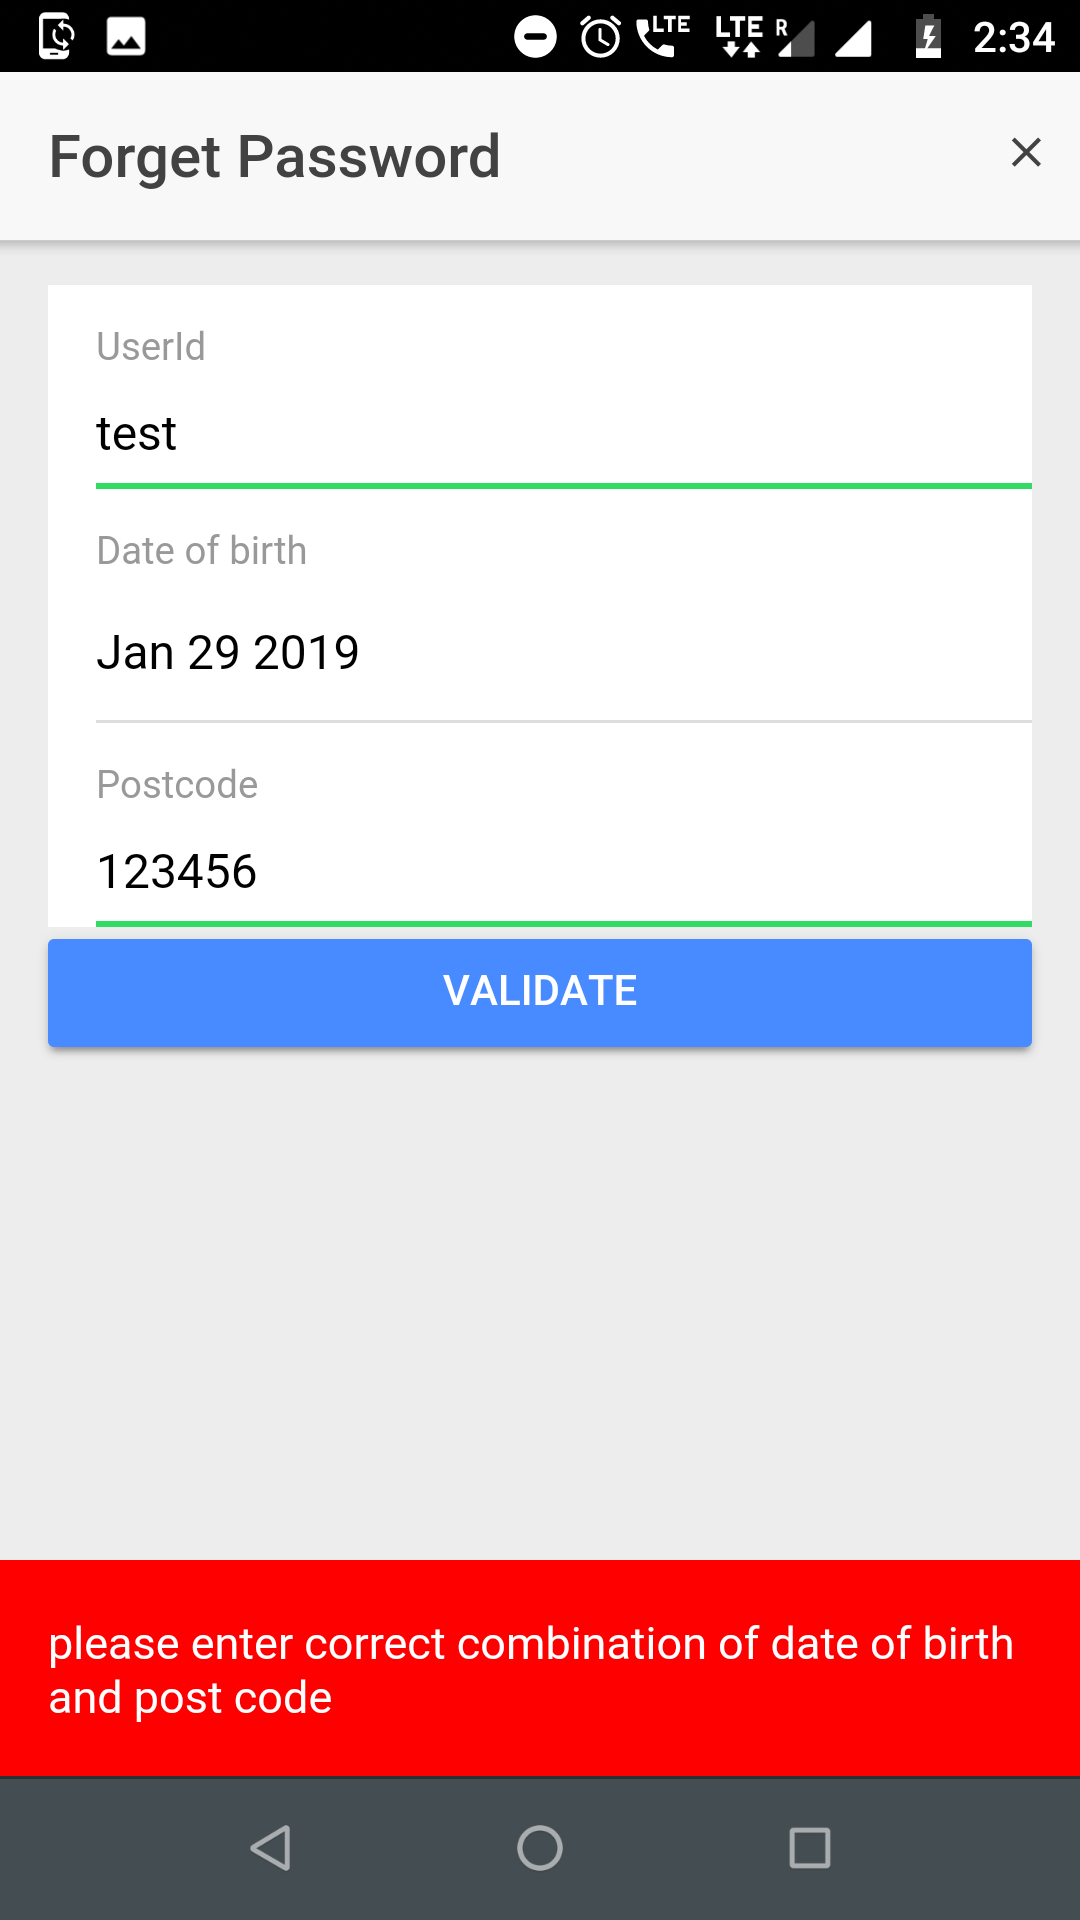 LTE LTE R 2:34
Forget Password
UserId
test
Date of birth
Jan 29 2019
Postcode
123456
VALIDATE
please enter correct combination of date of birth
and post code